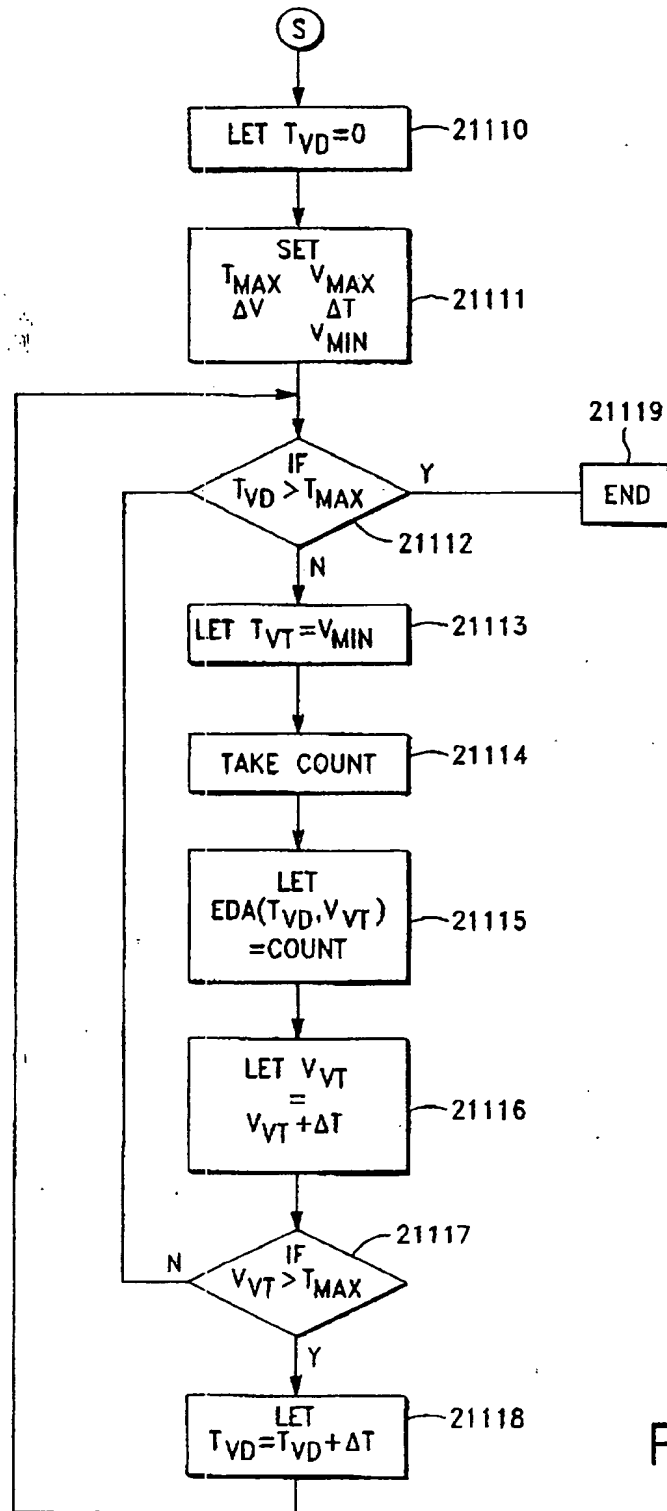 S
LET T_VD=0
21110
SET
T_MAX V_MAX
ΔV ΔT
V_MIN
21111
21119
IF
T_VD > T_MAX
Y
END
21112
N
LET T_VT=V_MIN
21113
TAKE COUNT
21114
LET
EDA(T_VD,V_VT)
=COUNT
21115
LET V_VT
=
V_VT+ΔT
21116
21117
N
IF
V_VT>T_MAX
Y
LET
T_VD=T_VD+ΔT
21118